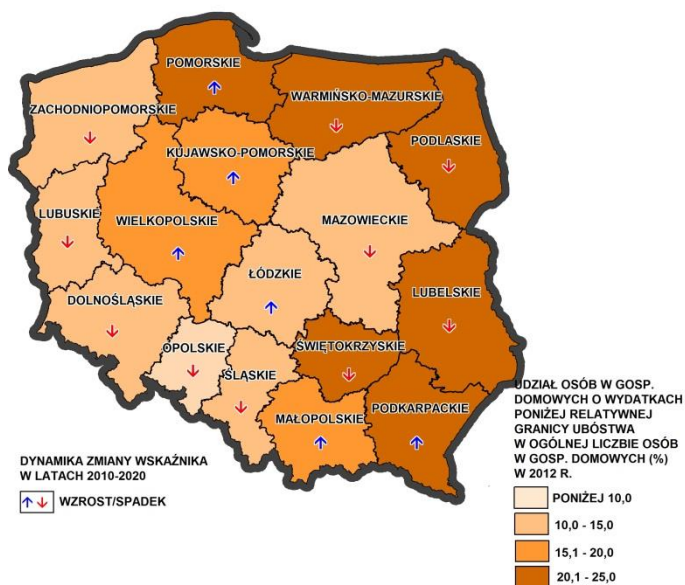 POMORSKIE
WARMIŃSKO-MAZURSKIE
ZACHODNIOPOMORSKIE
PODLASKIE
KUJAWSKO-POMORSKIE
LUBUSKIE
WIELKOPOLSKIE
MAZOWIECKIE
ŁÓDZKIE
LUBELSKIE
DOLNOŚLĄSKIE
OPOLSKIE
ŚWIĘTOKRZYSKIE
ŚLĄSKIE
MAŁOPOLSKIE
PODKARPACKIE
DYNAMIKA ZMIANY WSKAŹNIKA
W LATACH 2010-2020
WZROST/SPADEK
UDZIAŁ OSÓB W GOSP.
DOMOWYCH O WYDATKACH
PONIŻEJ RELATYWNEJ
GRANICY UBÓSTWA
W OGÓLNEJ LICZBIE OSÓB
W GOSP. DOMOWYCH (%)
W 2012 R.
PONIŻEJ 10,0
10,0 - 15,0
15,1 - 20,0
20,1 - 25,0